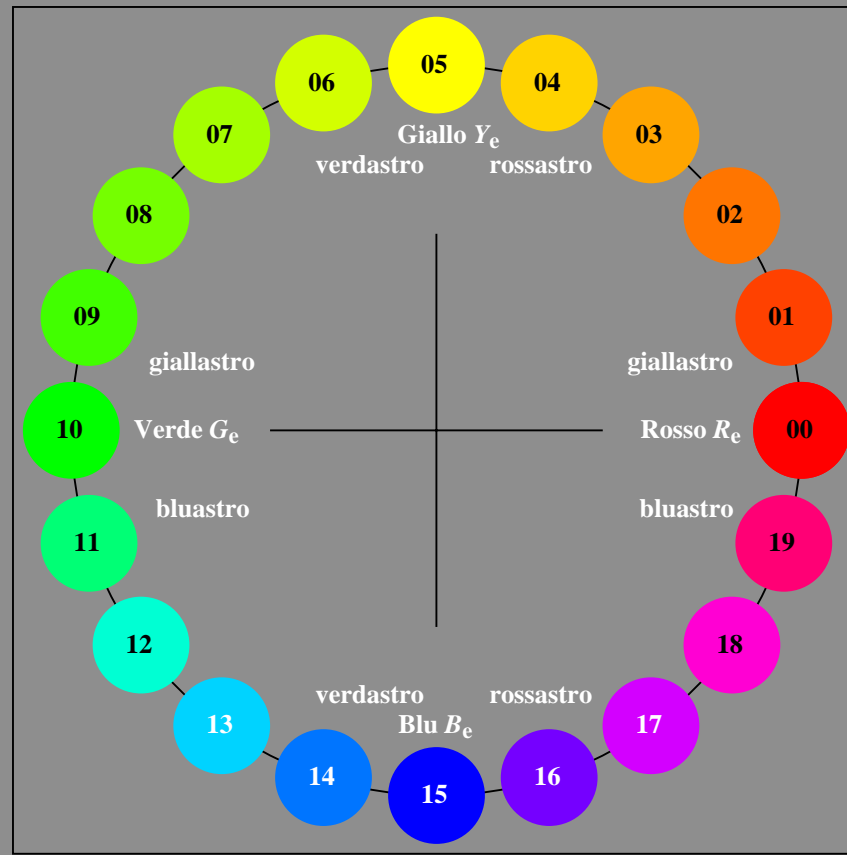 05
06 04
07 03
Giallo Yₑ
verdastro rossastro
08 02
09 01
giallastro giallastro
10 Verde Gₑ Rosso Rₑ 00
bluastro bluastro
11 19
12 18
verdastro rossastro
13 Blu Bₑ 17
14 16
15